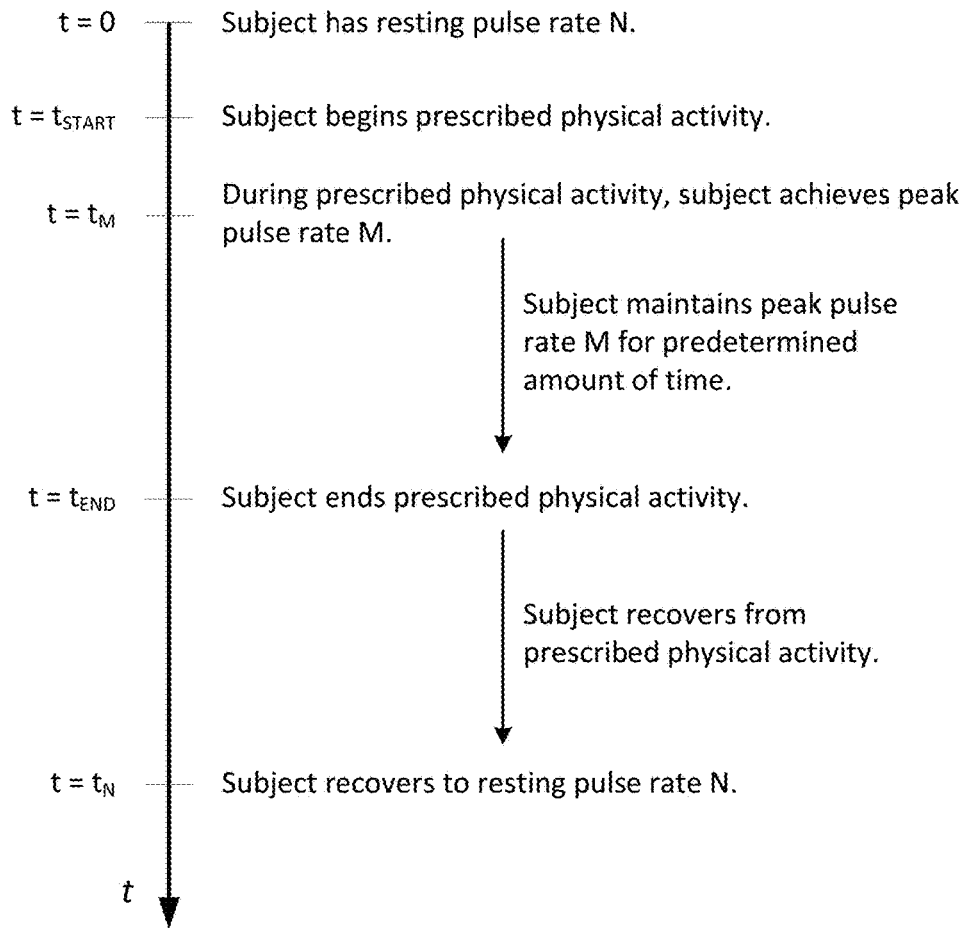 t = 0 Subject has resting pulse rate N.
t = tSTART Subject begins prescribed physical activity.
During prescribed physical activity, subject achieves peak
t = tM
pulse rate M.
Subject maintains peak pulse
rate M for predetermined
amount of time.
t = tEND Subject ends prescribed physical activity.
Subject recovers from
prescribed physical activity.
t = tN Subject recovers to resting pulse rate N.
t